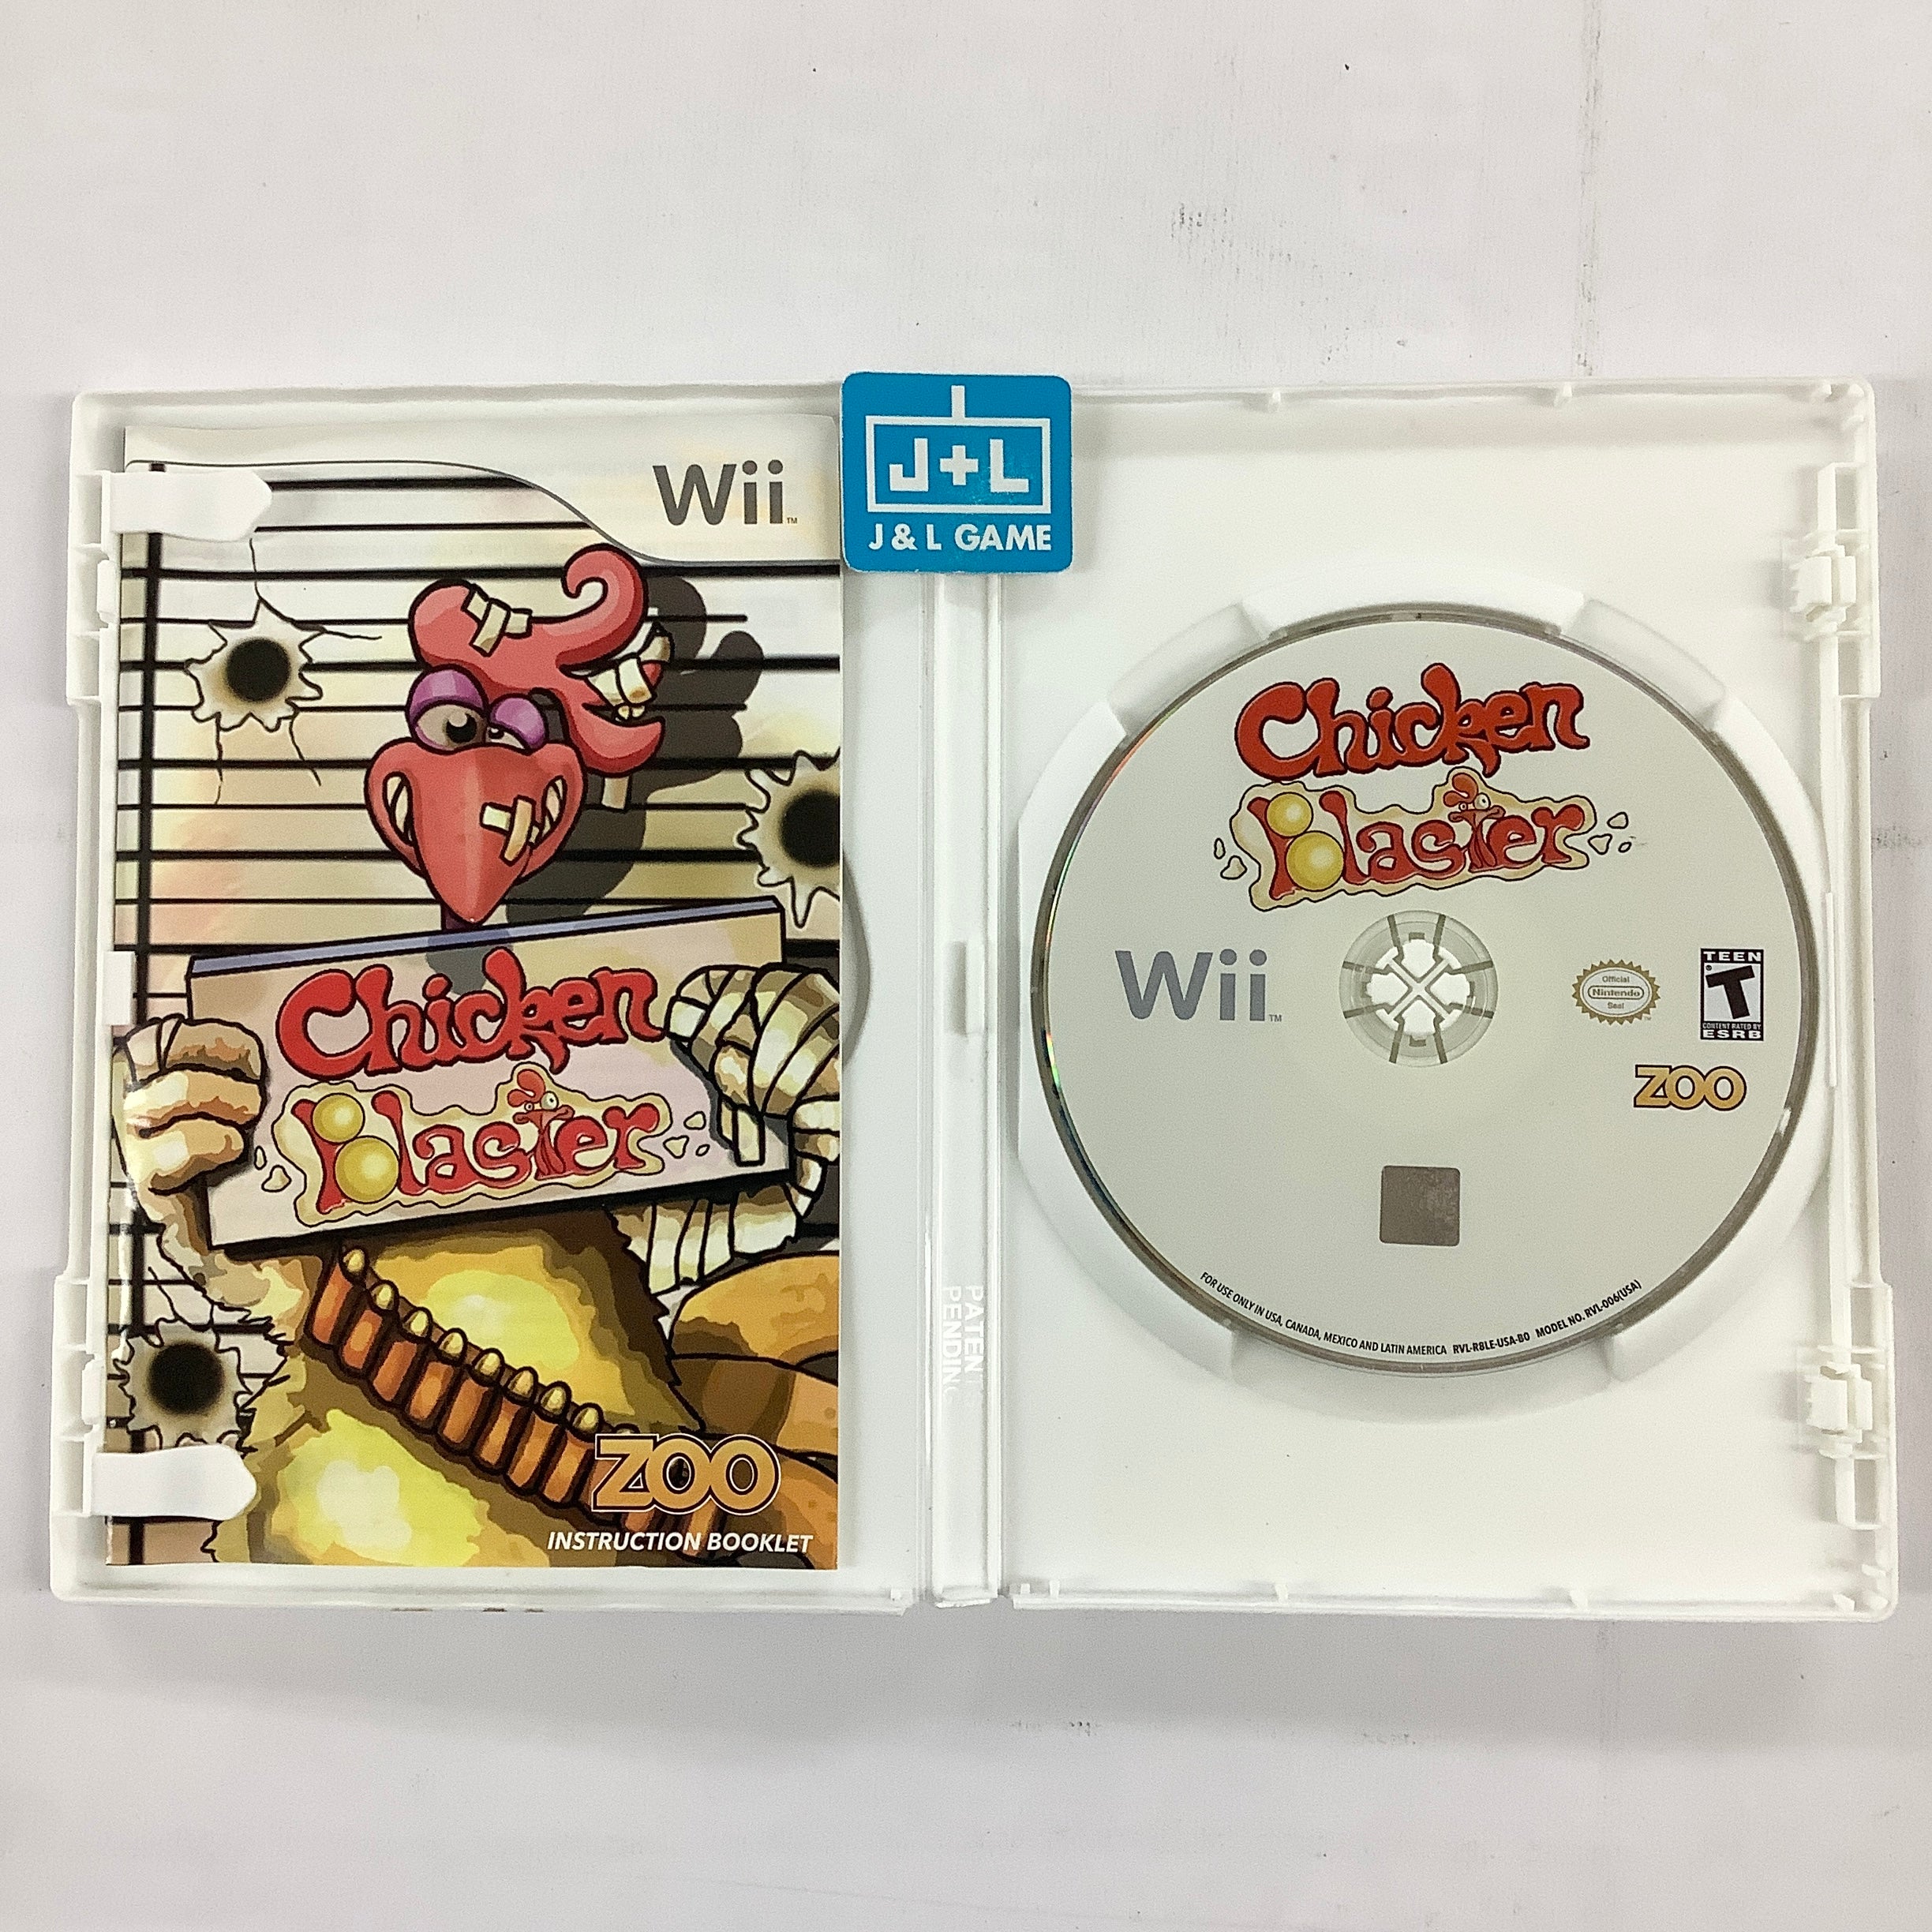 Wii™
J+L
J & L GAME
Chicken
Blaster
ZOO
INSTRUCTION BOOKLET
PATENT
PENDING
Chicken
Blaster
Wii™
Official
Nintendo
Seal
TEEN
T
CONTENT RATED BY
ESRB
ZOO
FOR USE ONLY IN USA, CANADA, MEXICO AND LATIN AMERICA RVL-R8LE-USA-B0 MODEL NO. RVL-006(USA)